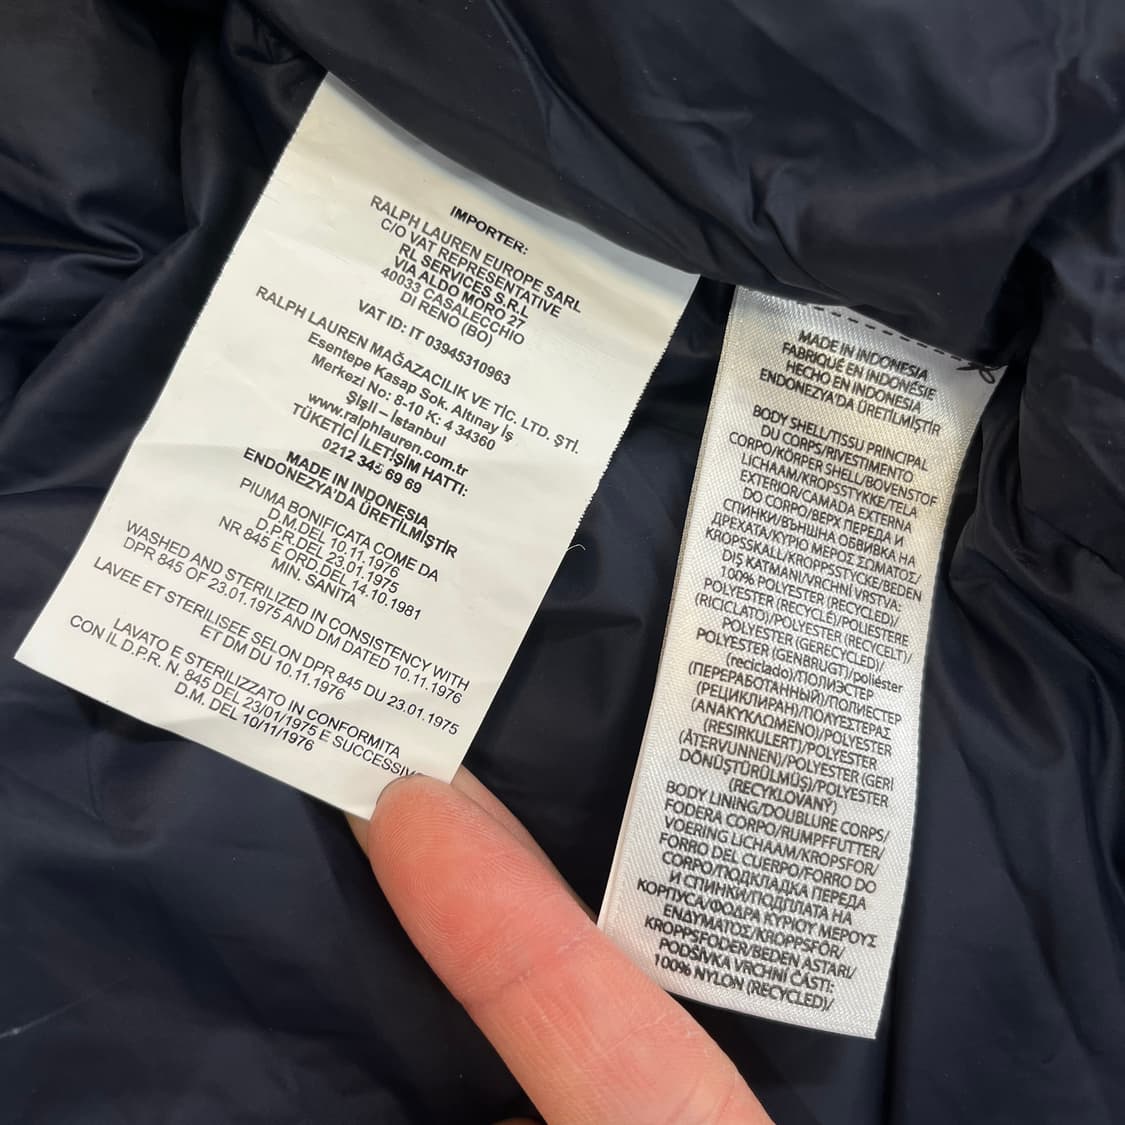 IMPORTER:
RALPH LAUREN EUROPE SARL
C/O VAT REPRESENTATIVE
RL SERVICES S.R.L
VIA ALDO MORO 27
40033 CASALECCHIO
DI RENO (BO)
VAT ID: IT 03945310963
RALPH LAUREN MAĞAZACILIK VE TİC. LTD. ŞTİ.
Esentepe Kasap Sok. Altınay İş
Merkezi No: 8-10 K: 4 34360
Şişli – İstanbul
www.ralphlauren.com.tr
TÜKETİCİ İLETİŞİM HATTI:
0212 345 69 69
MADE IN INDONESIA
ENDONEZYA'DA ÜRETİLMİŞTİR
PIUMA BONIFICATA COME DA
D.M.DEL 10.11.1976
D.P.R.DEL 23.01.1975
NR 845 E ORD.DEL 14.10.1981
MIN. SANITA
WASHED AND STERILIZED IN CONSISTENCY WITH
DPR 845 OF 23.01.1975 AND DM DATED 10.11.1976
LAVEE ET STERILISEE SELON DPR 845 DU 23.01.1975
ET DM DU 10.11.1976
LAVATO E STERILIZZATO IN CONFORMITA
CON IL D.P.R. N. 845 DEL 23/01/1975 E
D.M. DEL 10/11/1976
MADE IN INDONESIA
FABRIQUÉ EN INDONÉSIE
HECHO EN INDONESIA
ENDONEZYA'DA ÜRETİLMİŞTİR
BODY SHELL/TISSU PRINCIPAL
DU CORPS/RIVESTIMENTO
CORPO/KÖRPER SHELL/BOVENSTOF
LICHAAM/KROPSSTYKKE/TELA
EXTERIOR/CAMADA EXTERNA
DO CORPO/ВЕРХ ПЕРЕДА И
СПИНКИ/ВЪНШНА ОБВИВКА НА
ДРЕХАТА/ΚΥΡΙΟ ΜΕΡΟΣ ΣΩΜΑΤΟΣ/
KROPPSSKALL/KROPPSSTYCKE/BEDEN
DIŞ KATMANI/VRCHNÍ VRSTVA:
100% POLYESTER (RECYCLED)/
POLYESTER (RECYCLÉ)/POLIESTERE
(RICICLATO)/POLYESTER (RECYCELT)/
POLYESTER (GERECYCLED)/
POLYESTER (GENBRUGT)/poliéster
(reciclado)/ПОЛИЭСТЕР
(ПЕРЕРАБОТАННЫЙ)/ПОЛИЕСТЕР
(РЕЦИКЛИРАН)/ΠΟΛΥΕΣΤΕΡΑΣ
(ΑΝΑΚΥΚΛΩΜΕΝΟ)/POLYESTER
(RESIRKULERT)/POLYESTER
(ÅTERVUNNEN)/POLYESTER (GERİ
DÖNÜŞTÜRÜLMÜŞ)/POLYESTER
(RECYKLOVANÝ)
BODY LINING/DOUBLURE CORPS/
FODERA CORPO/RUMPFFUTTER/
VOERING LICHAAM/KROPSFOR/
FORRO DEL CUERPO/FORRO DO
CORPO/ПОДКЛАДКА ПЕРЕДА
И СПИНКИ/ПОДПЛАТА НА
КОРПУСА/ΦΟΔΡΑ ΚΥΡΙΟΥ ΜΕΡΟΥΣ
ΕΝΔΥΜΑΤΟΣ/KROPPSFÔR/
KROPPSFODER/BEDEN ASTARI/
PODŠÍVKA VRCHNÍ ČÁSTI:
100% NYLON (RECYCLED)/